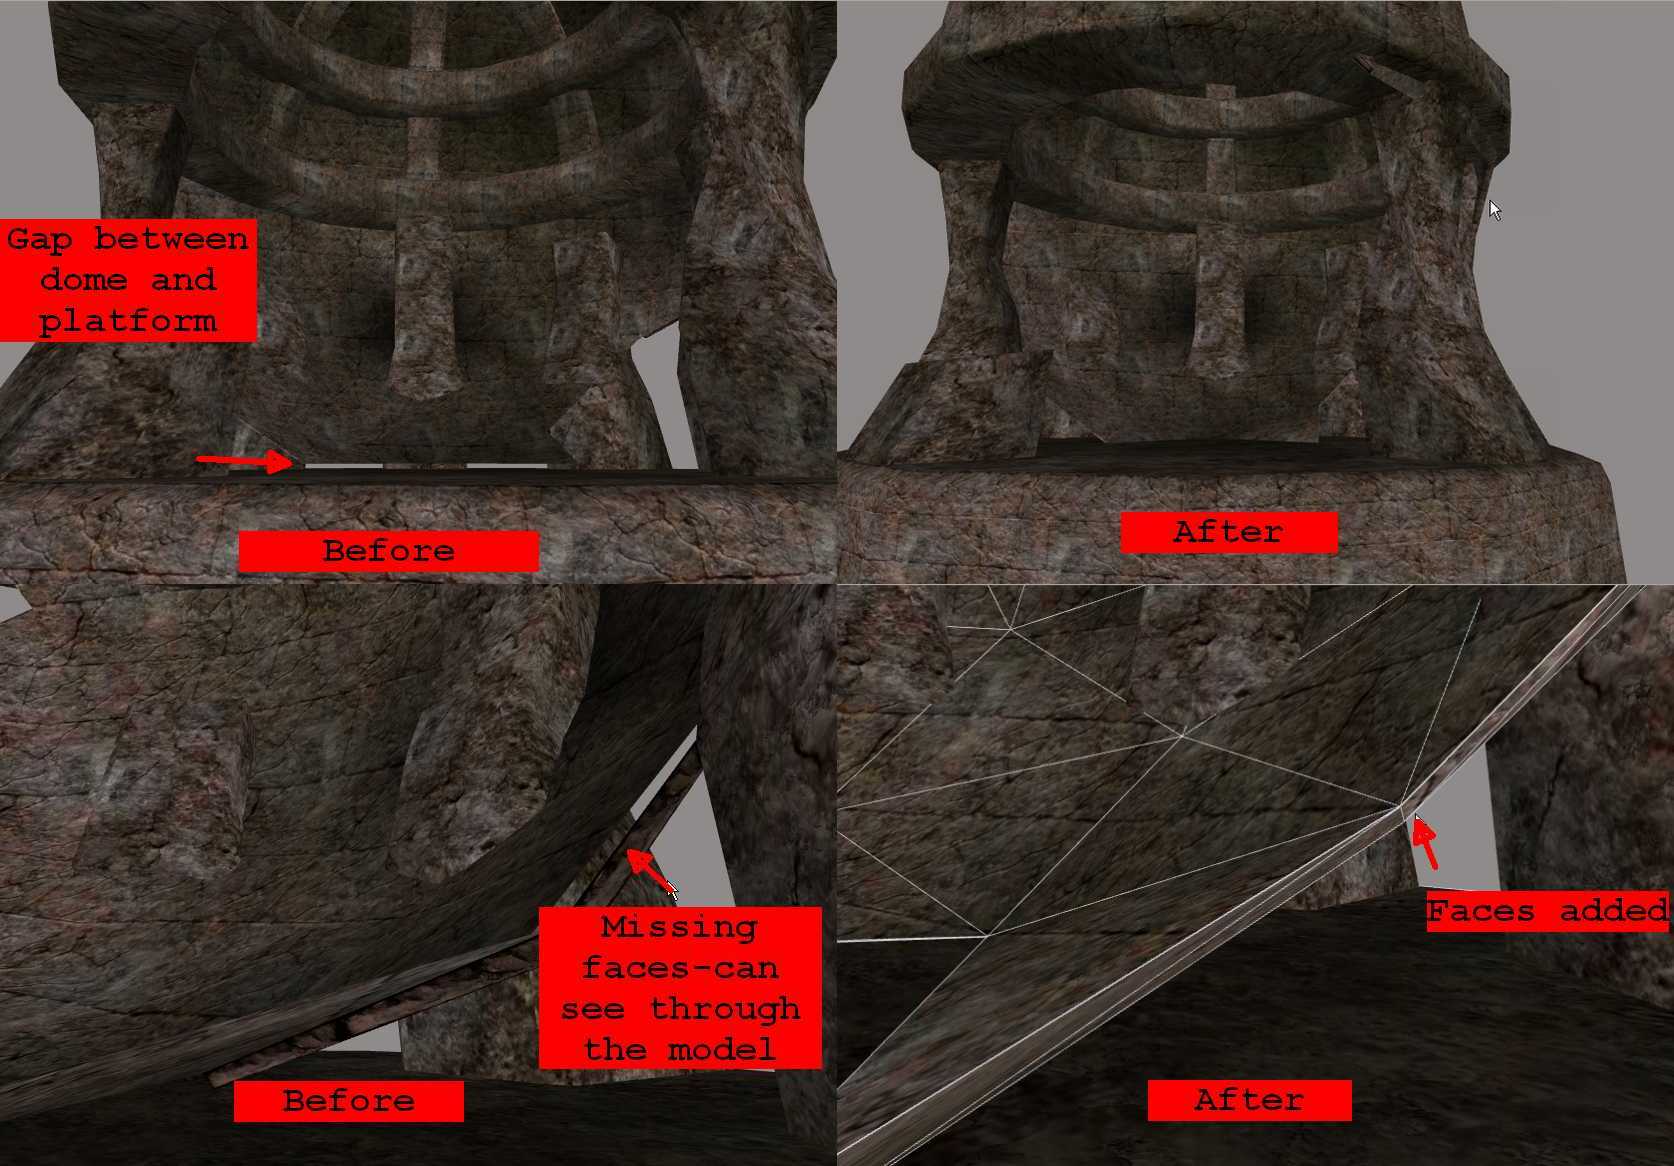 Gap between
dome and
platform
Before
After
Missing
faces-can
see through
the model
Before
Faces added
After